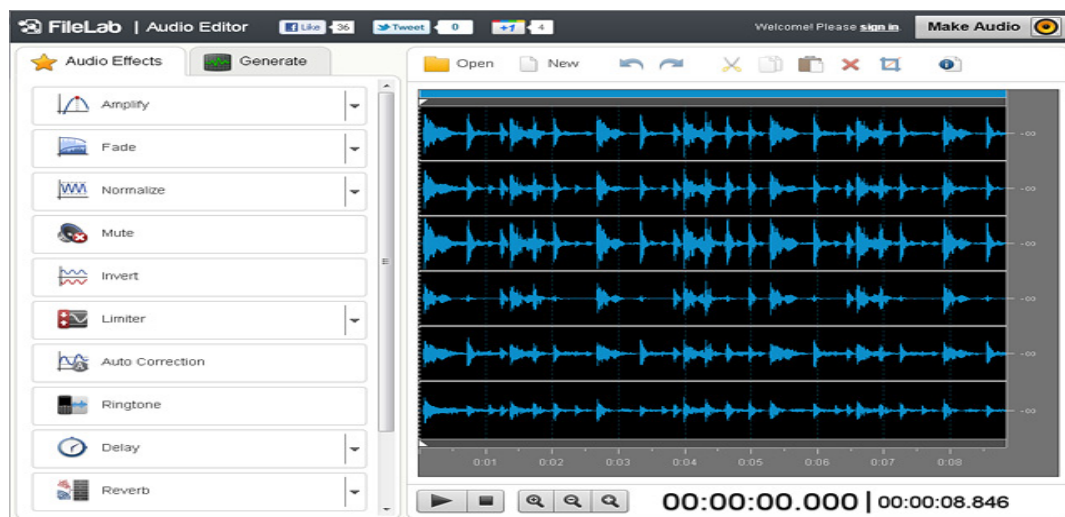 FileLab | Audio Editor Like 36 Tweet 0 +1 4 Welcome! Please sign in. Make Audio
Audio Effects Generate
Open New
Amplify
Fade
Normalize
Mute
Invert
Limiter
Auto Correction
Ringtone
Delay
Reverb
-∞
-∞
-∞
-∞
-∞
-∞
0:01 0:02 0:03 0:04 0:05 0:06 0:07 0:08
00:00:00.000 | 00:00:08.846